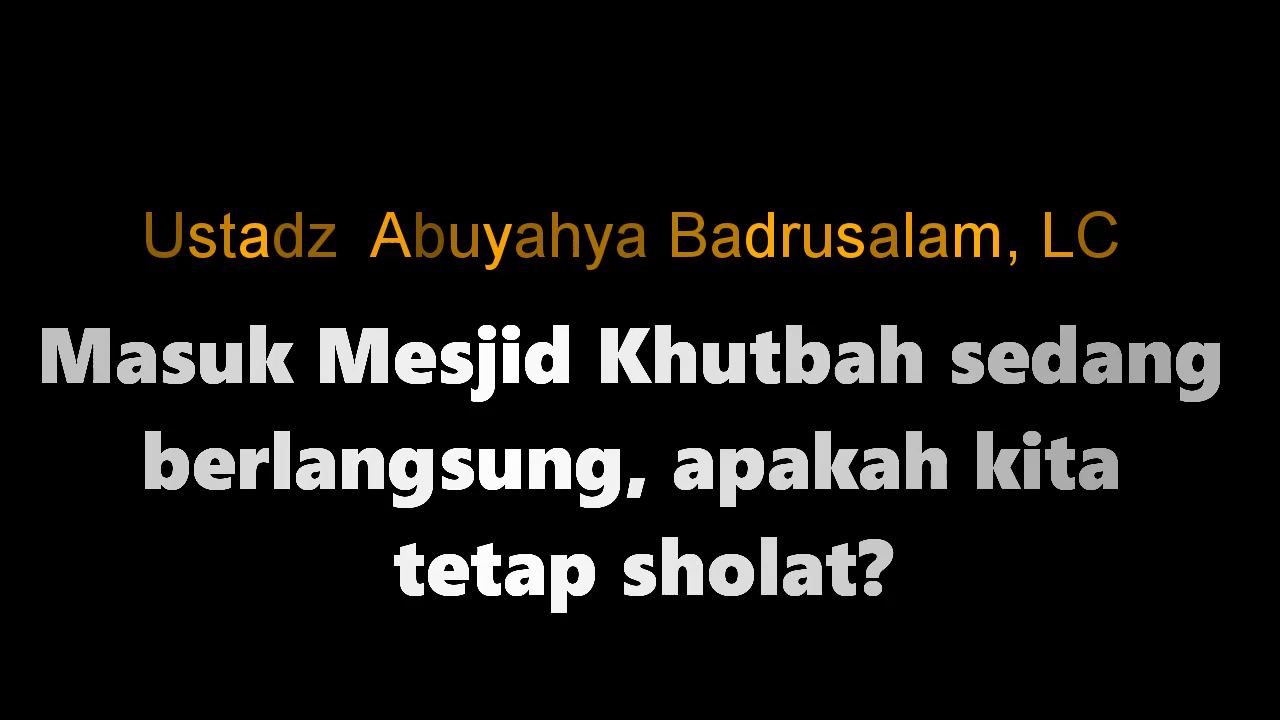 Ustadz  Abuyahya Badrusalam, LC
Masuk Mesjid Khutbah sedang
berlangsung, apakah kita
tetap sholat?